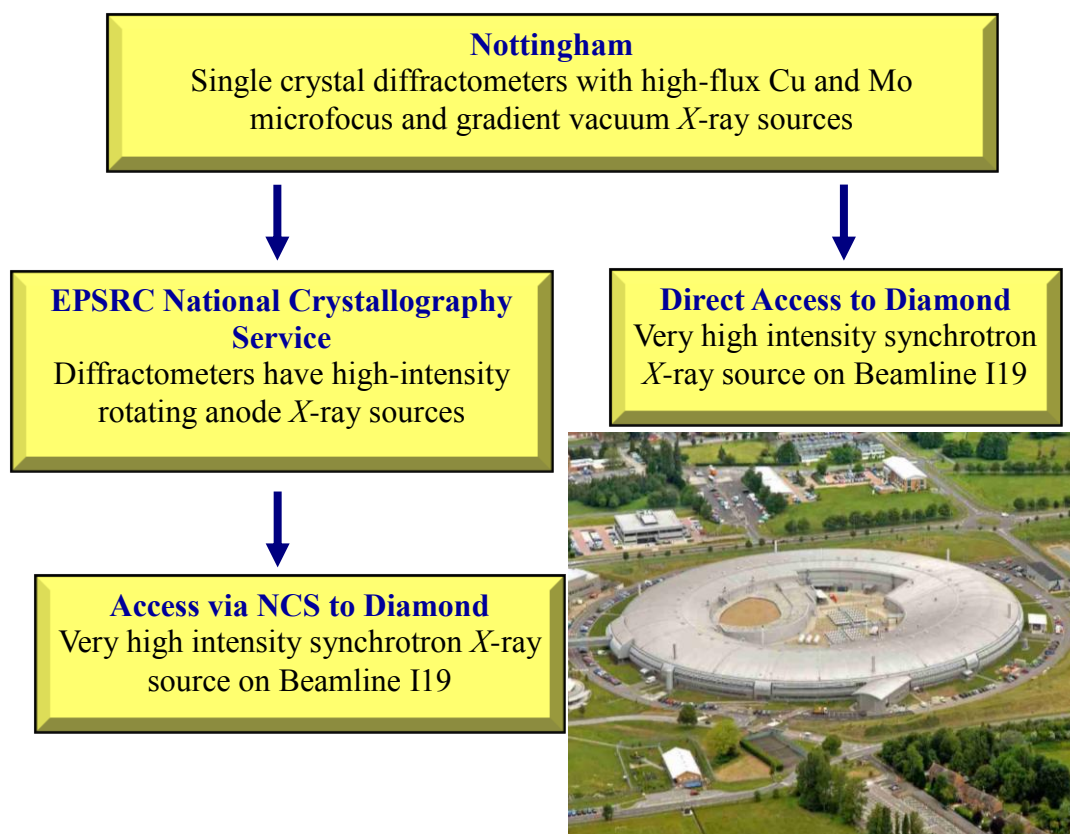 Nottingham
Single crystal diffractometers with high-flux Cu and Mo
microfocus and gradient vacuum X-ray sources
EPSRC National Crystallography
Service
Diffractometers have high-intensity
rotating anode X-ray sources
Direct Access to Diamond
Very high intensity synchrotron
X-ray source on Beamline I19
Access via NCS to Diamond
Very high intensity synchrotron X-ray
source on Beamline I19